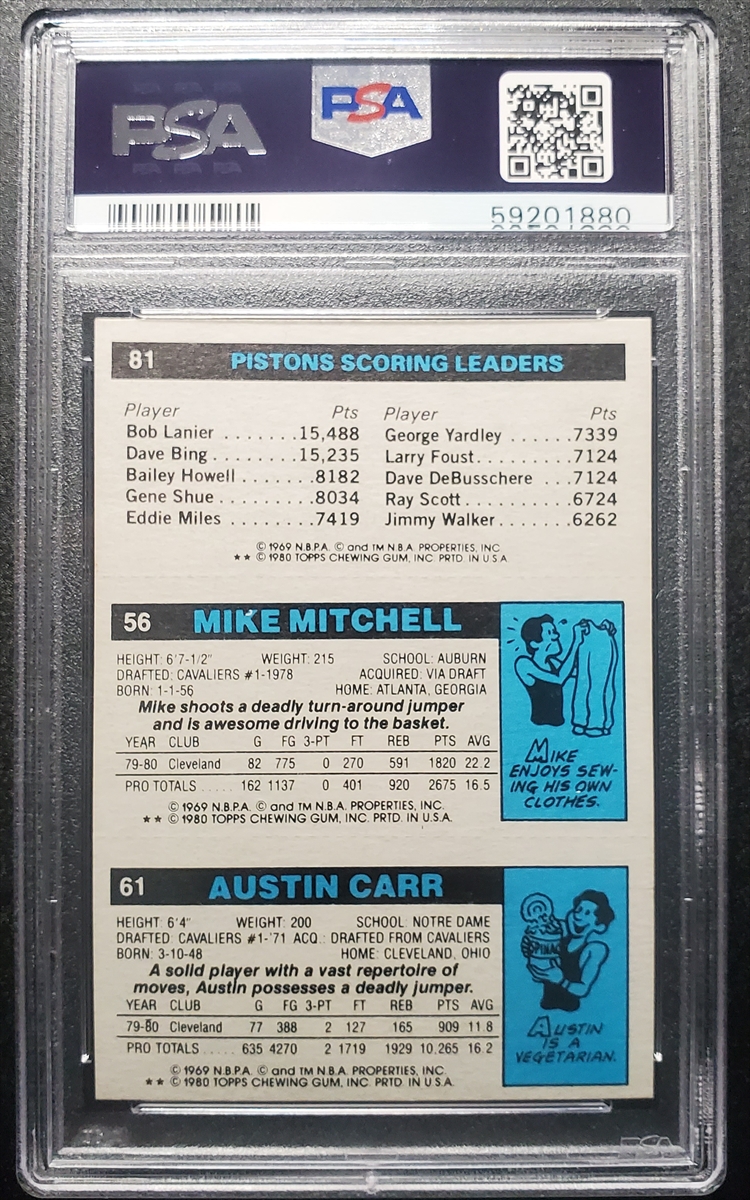 PSA
PSA
59201880
81 PISTONS SCORING LEADERS
Player Pts Player Pts
Bob Lanier . . . . . . . 15,488 George Yardley . . . . . . 7339
Dave Bing . . . . . . . 15,235 Larry Foust . . . . . . . . 7124
Bailey Howell . . . . . . . 8182 Dave DeBusschere . . . 7124
Gene Shue . . . . . . . . . 8034 Ray Scott . . . . . . . . . . 6724
Eddie Miles . . . . . . . . 7419 Jimmy Walker . . . . . . . 6262
© 1969 N.B.P.A. © and TM N.B.A. PROPERTIES, INC
★★ © 1980 TOPPS CHEWING GUM, INC. PRTD. IN U.S.A.
56 MIKE MITCHELL
HEIGHT: 6'7-1/2" WEIGHT: 215 SCHOOL: AUBURN
DRAFTED: CAVALIERS #1-1978 ACQUIRED: VIA DRAFT
BORN: 1-1-56 HOME: ATLANTA, GEORGIA
Mike shoots a deadly turn-around jumper
and is awesome driving to the basket.
YEAR CLUB G FG 3-PT FT REB PTS AVG
79-80 Cleveland 82 775 0 270 591 1820 22.2
PRO TOTALS . . . . . 162 1137 0 401 920 2675 16.5
© 1969 N.B.P.A. © and TM N.B.A. PROPERTIES, INC.
★★ © 1980 TOPPS CHEWING GUM, INC. PRTD. IN U.S.A.
MIKE
ENJOYS SEW-
ING HIS OWN
CLOTHES.
61 AUSTIN CARR
HEIGHT: 6'4" WEIGHT: 200 SCHOOL: NOTRE DAME
DRAFTED: CAVALIERS #1-'71 ACQ.: DRAFTED FROM CAVALIERS
BORN: 3-10-48 HOME: CLEVELAND, OHIO
A solid player with a vast repertoire of
moves, Austin possesses a deadly jumper.
YEAR CLUB G FG 3-PT FT REB PTS AVG
79-80 Cleveland 77 388 2 127 165 909 11.8
PRO TOTALS . . . . . 635 4270 2 1719 1929 10,265 16.2
© 1969 N.B.P.A. © and TM N.B.A. PROPERTIES, INC.
★★ © 1980 TOPPS CHEWING GUM, INC. PRTD. IN U.S.A.
SPINAC
AUSTIN
IS A
VEGETARIAN.
PSA